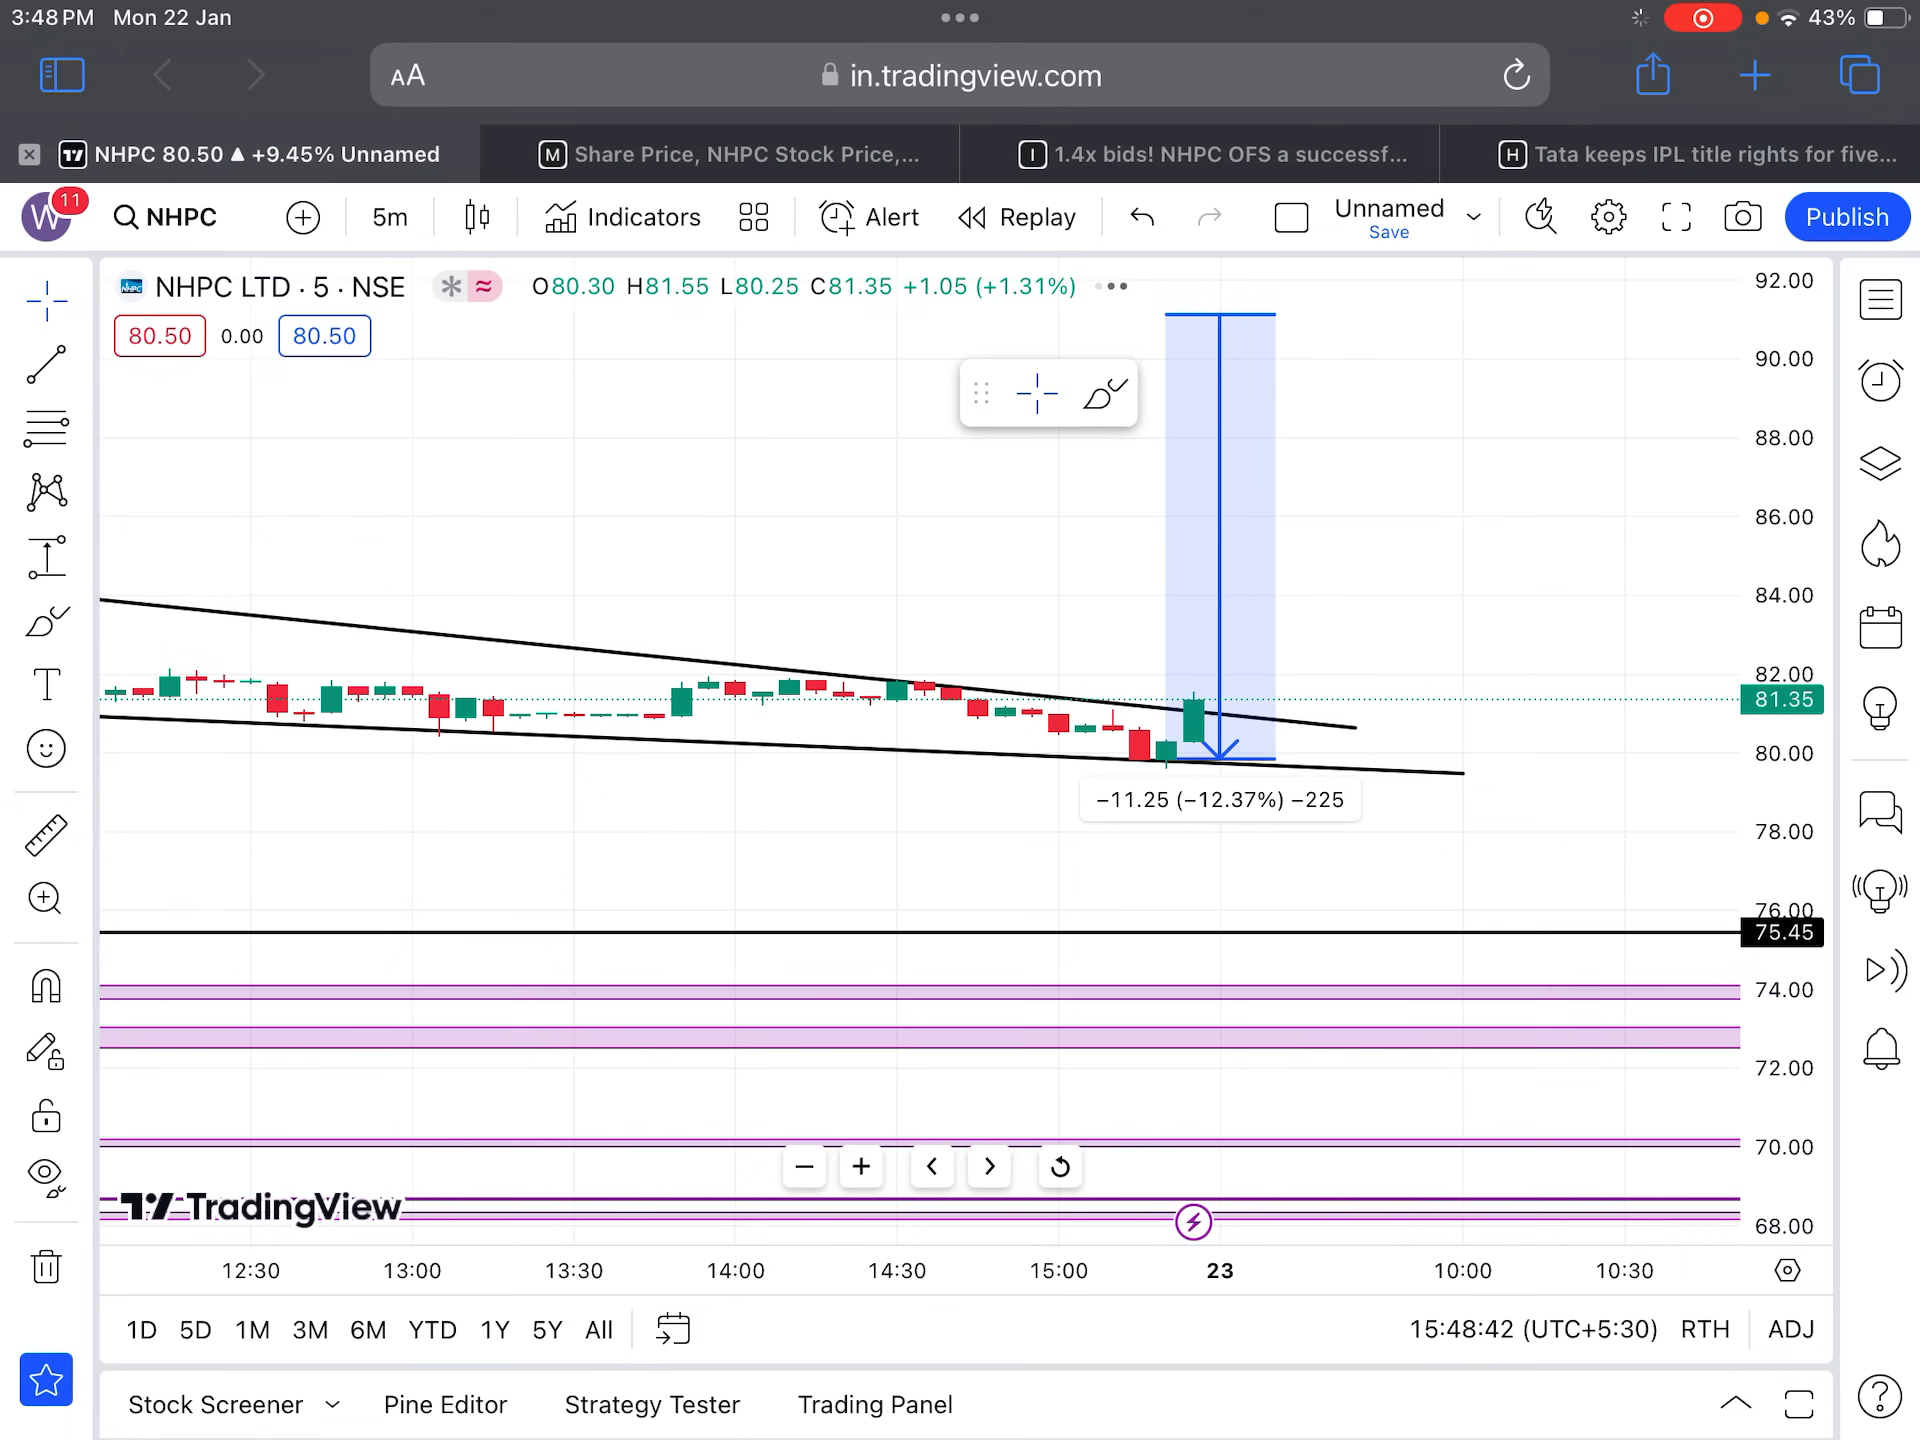 3:48 PM Mon 22 Jan
43%
AA
in.tradingview.com
NHPC 80.50 ▲ +9.45% Unnamed
M Share Price, NHPC Stock Price,...
I 1.4x bids! NHPC OFS a successf...
H Tata keeps IPL title rights for five...
W 11
NHPC
5m
Indicators
Alert
Replay
Unnamed
Save
Publish
NHPC LTD · 5 · NSE
O80.30 H81.55 L80.25 C81.35 +1.05 (+1.31%)
80.50 0.00 80.50
92.00
90.00
88.00
86.00
84.00
82.00
81.35
80.00
−11.25 (−12.37%) −225
78.00
76.00
75.45
74.00
72.00
70.00
TradingView
68.00
12:30 13:00 13:30 14:00 14:30 15:00 23 10:00 10:30
1D 5D 1M 3M 6M YTD 1Y 5Y All
15:48:42 (UTC+5:30) RTH ADJ
Stock Screener Pine Editor Strategy Tester Trading Panel